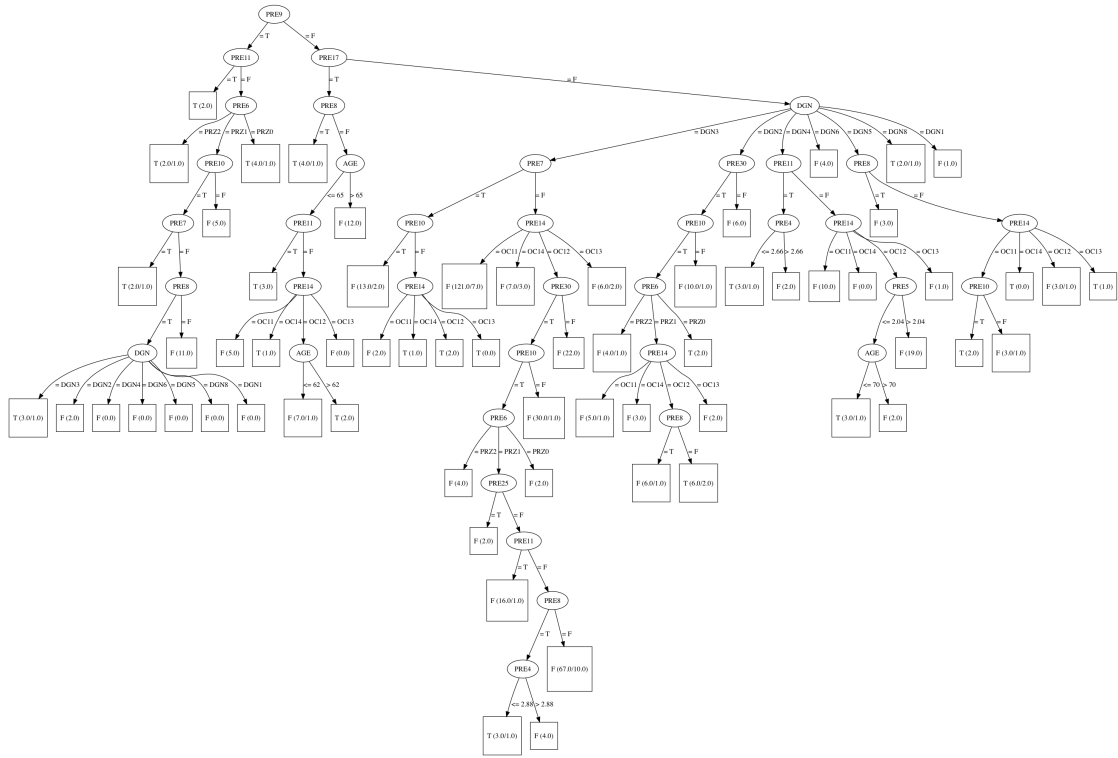 PRE9
= T = F
PRE11 PRE17
= T = F = T = F
T (2.0) PRE6 PRE8 DGN
= PRZ2 = PRZ1 = PRZ0 = T = F = DGN3 = DGN2 = DGN4 = DGN6 = DGN5 = DGN8 = DGN1
T (2.0/1.0) PRE10 T (4.0/1.0) T (4.0/1.0) AGE PRE7 PRE30 PRE11 F (4.0) PRE8 T (2.0/1.0) F (1.0)
= T = F <= 65 > 65 = T = F = T = F = T = F = T = F
PRE7 F (5.0) PRE11 F (12.0) PRE10 PRE14 PRE10 F (6.0) PRE4 PRE14 F (3.0) PRE14
= T = F = T = F = T = F = OC11 = OC14 = OC12 = OC13 = T = F <= 2.66 > 2.66 = OC11 = OC14 = OC12 = OC13 = OC11 = OC14 = OC12 = OC13
T (2.0/1.0) PRE8 T (3.0) PRE14 F (13.0/2.0) PRE14 F (121.0/7.0) F (7.0/3.0) PRE30 F (6.0/2.0) PRE6 F (10.0/1.0) T (3.0/1.0) F (2.0) F (10.0) F (0.0) PRE5 F (1.0) PRE10 T (0.0) F (3.0/1.0) T (1.0)
= T = F = OC11 = OC14 = OC12 = OC13 = OC11 = OC14 = OC12 = OC13 = T = F = PRZ2 = PRZ1 = PRZ0 <= 2.04 > 2.04 = T = F
DGN F (11.0) F (5.0) T (1.0) AGE F (0.0) F (2.0) T (1.0) T (2.0) T (0.0) PRE10 F (22.0) F (4.0/1.0) PRE14 T (2.0) AGE F (19.0) T (2.0) F (3.0/1.0)
= DGN3 = DGN2 = DGN4 = DGN6 = DGN5 = DGN8 = DGN1 <= 62 > 62 = T = F = OC11 = OC14 = OC12 = OC13 <= 70 > 70
T (3.0/1.0) F (2.0) F (0.0) F (0.0) F (0.0) F (0.0) F (0.0) F (7.0/1.0) T (2.0) PRE6 F (30.0/1.0) F (5.0/1.0) F (3.0) PRE8 F (2.0) T (3.0/1.0) F (2.0)
= PRZ2 = PRZ1 = PRZ0 = T = F
F (4.0) PRE25 F (2.0) F (6.0/1.0) T (6.0/2.0)
= T = F
F (2.0) PRE11
= T = F
F (16.0/1.0) PRE8
= T = F
PRE4 F (67.0/10.0)
<= 2.88 > 2.88
T (3.0/1.0) F (4.0)